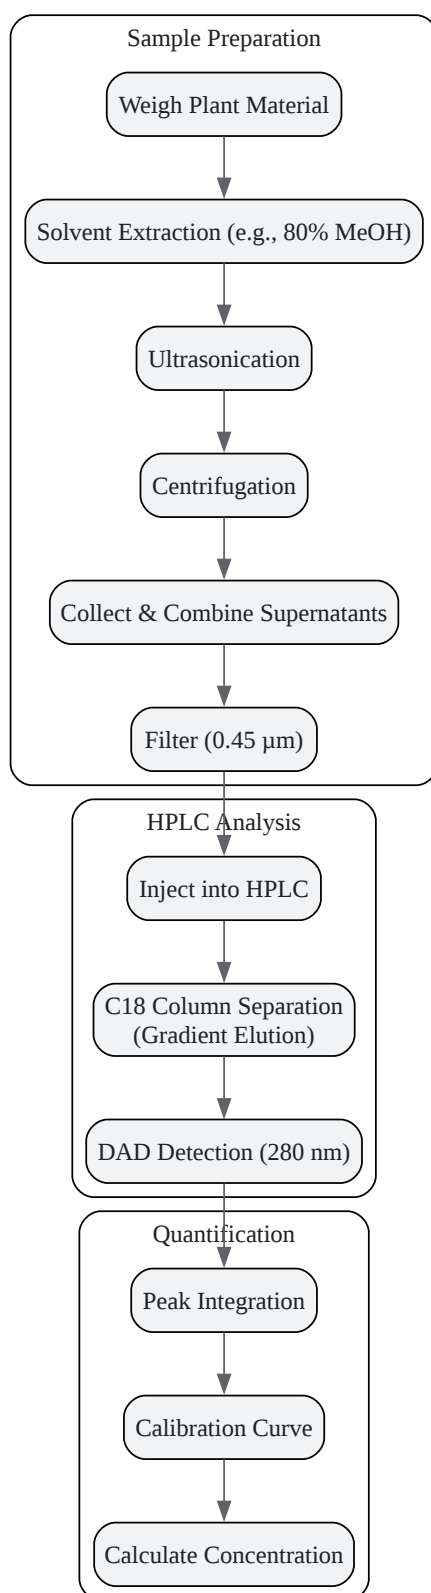 Sample Preparation
Weigh Plant Material
Solvent Extraction (e.g., 80% MeOH)
Ultrasonication
Centrifugation
Collect & Combine Supernatants
Filter (0.45 µm)
HPLC Analysis
Inject into HPLC
C18 Column Separation
(Gradient Elution)
DAD Detection (280 nm)
Quantification
Peak Integration
Calibration Curve
Calculate Concentration